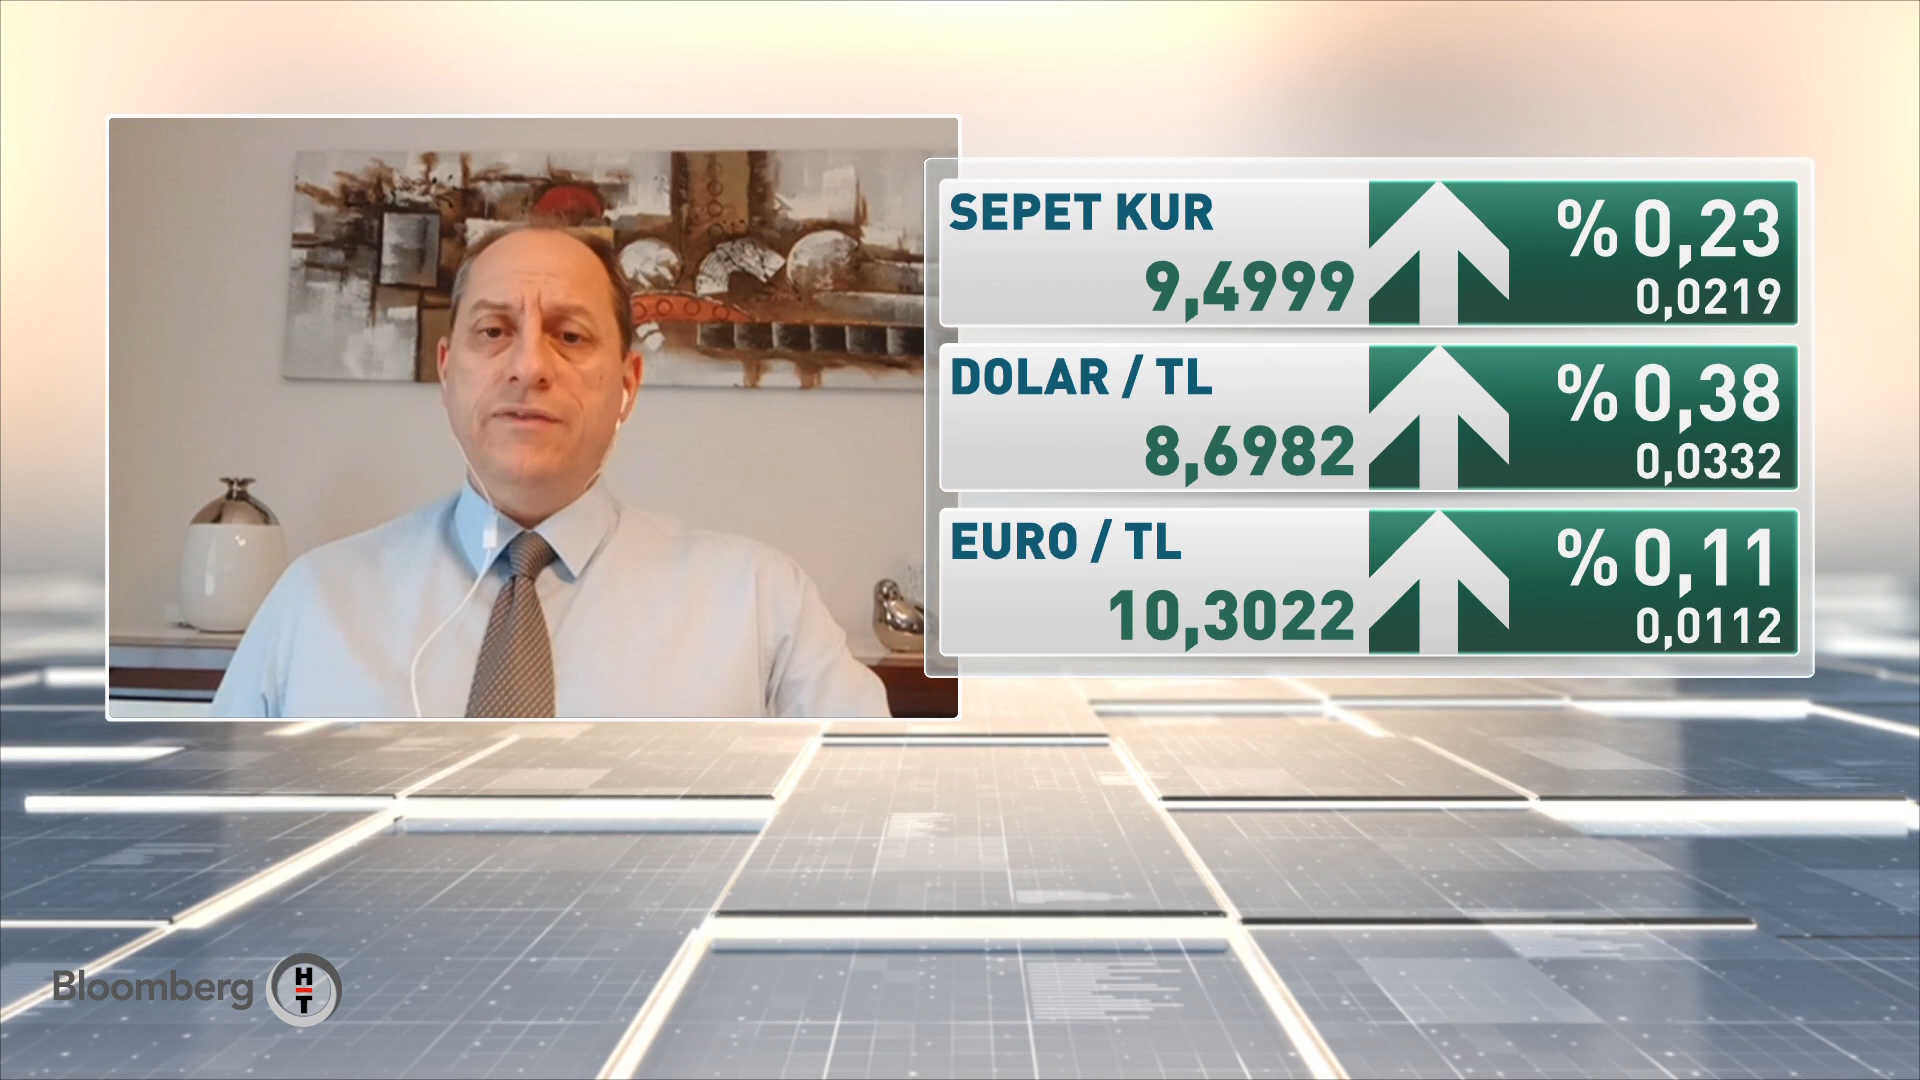 SEPET KUR
9,4999
% 0,23
0,0219
DOLAR / TL
8,6982
% 0,38
0,0332
EURO / TL
10,3022
% 0,11
0,0112
Bloomberg HT